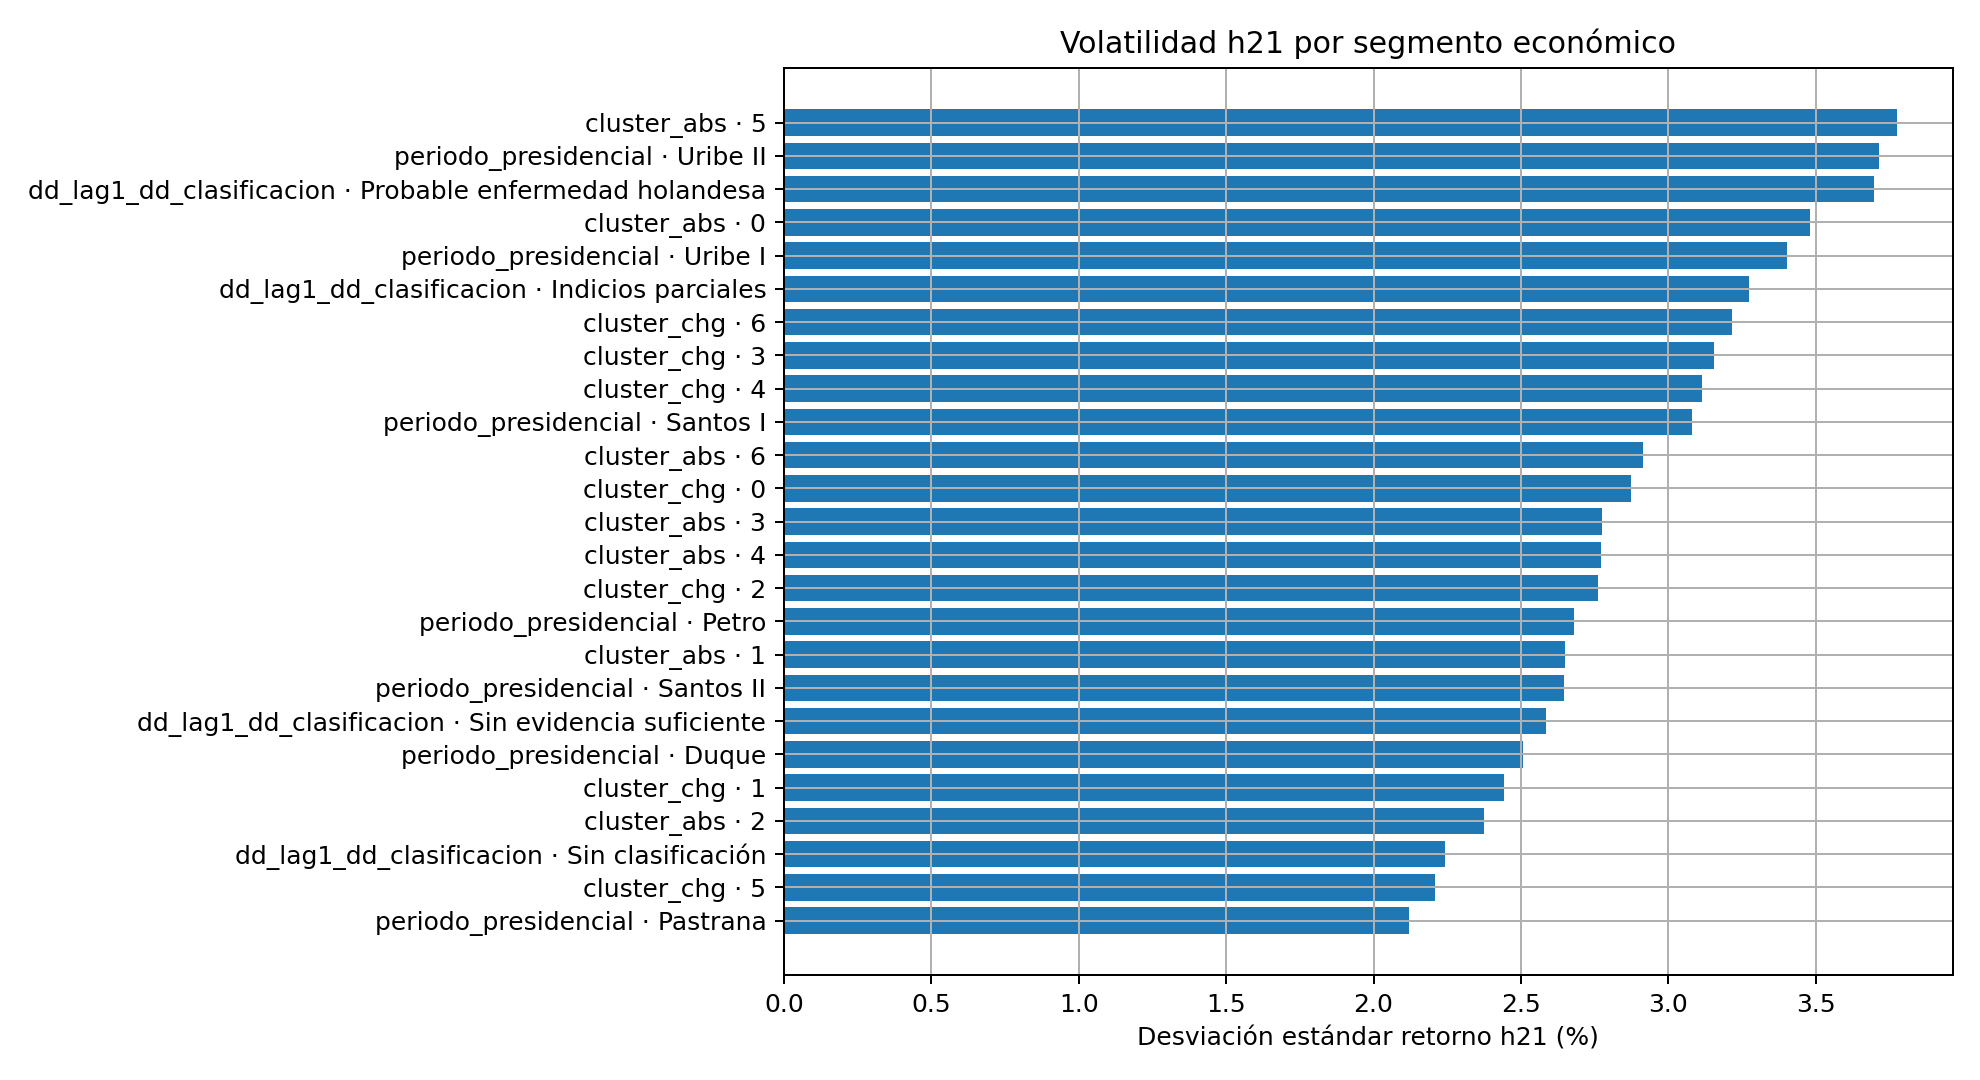 Volatilidad h21 por segmento económico
cluster_abs · 5
periodo_presidencial · Uribe II
dd_lag1_dd_clasificacion · Probable enfermedad holandesa
cluster_abs · 0
periodo_presidencial · Uribe I
dd_lag1_dd_clasificacion · Indicios parciales
cluster_chg · 6
cluster_chg · 3
cluster_chg · 4
periodo_presidencial · Santos I
cluster_abs · 6
cluster_chg · 0
cluster_abs · 3
cluster_abs · 4
cluster_chg · 2
periodo_presidencial · Petro
cluster_abs · 1
periodo_presidencial · Santos II
dd_lag1_dd_clasificacion · Sin evidencia suficiente
periodo_presidencial · Duque
cluster_chg · 1
cluster_abs · 2
dd_lag1_dd_clasificacion · Sin clasificación
cluster_chg · 5
periodo_presidencial · Pastrana
0.0 0.5 1.0 1.5 2.0 2.5 3.0 3.5
Desviación estándar retorno h21 (%)